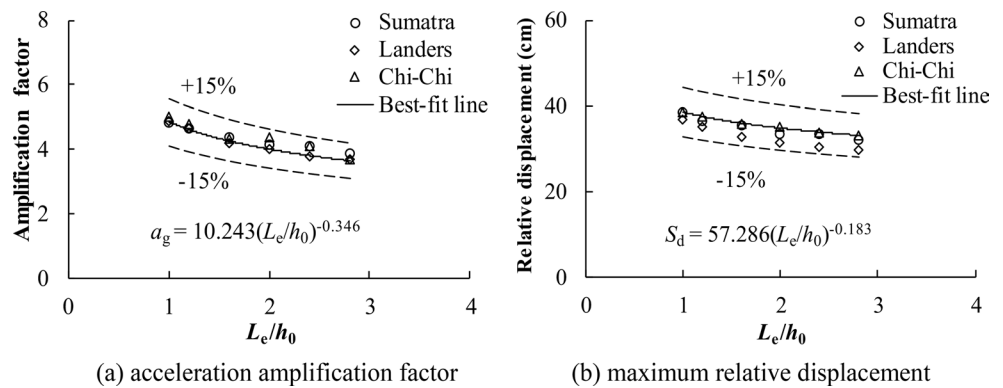 8
6
4
2
0
0
1
2
3
4
Amplification factor
Sumatra
Landers
Chi-Chi
Best-fit line
+15%
-15%
a_g = 10.243(L_e/h_0)^-0.346
L_e/h_0
(a) acceleration amplification factor
60
40
20
0
0
1
2
3
4
Relative displacement (cm)
Sumatra
Landers
Chi-Chi
Best-fit line
+15%
-15%
S_d = 57.286(L_e/h_0)^-0.183
L_e/h_0
(b) maximum relative displacement